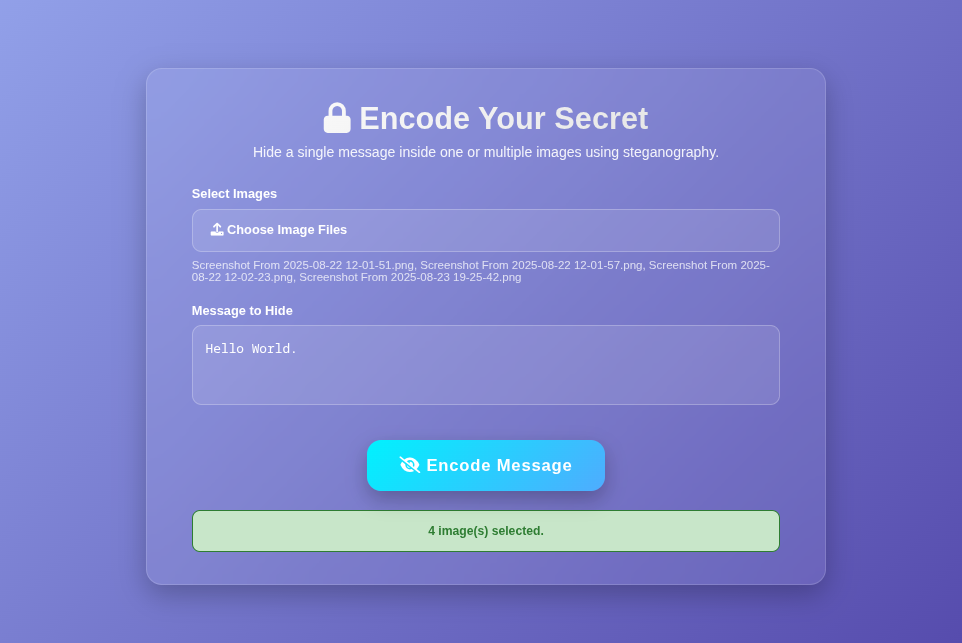 Encode Your Secret
Hide a single message inside one or multiple images using steganography.
Select Images
Choose Image Files
Screenshot From 2025-08-22 12-01-51.png, Screenshot From 2025-08-22 12-01-57.png, Screenshot From 2025-
08-22 12-02-23.png, Screenshot From 2025-08-23 19-25-42.png
Message to Hide
Hello World.
Encode Message
4 image(s) selected.